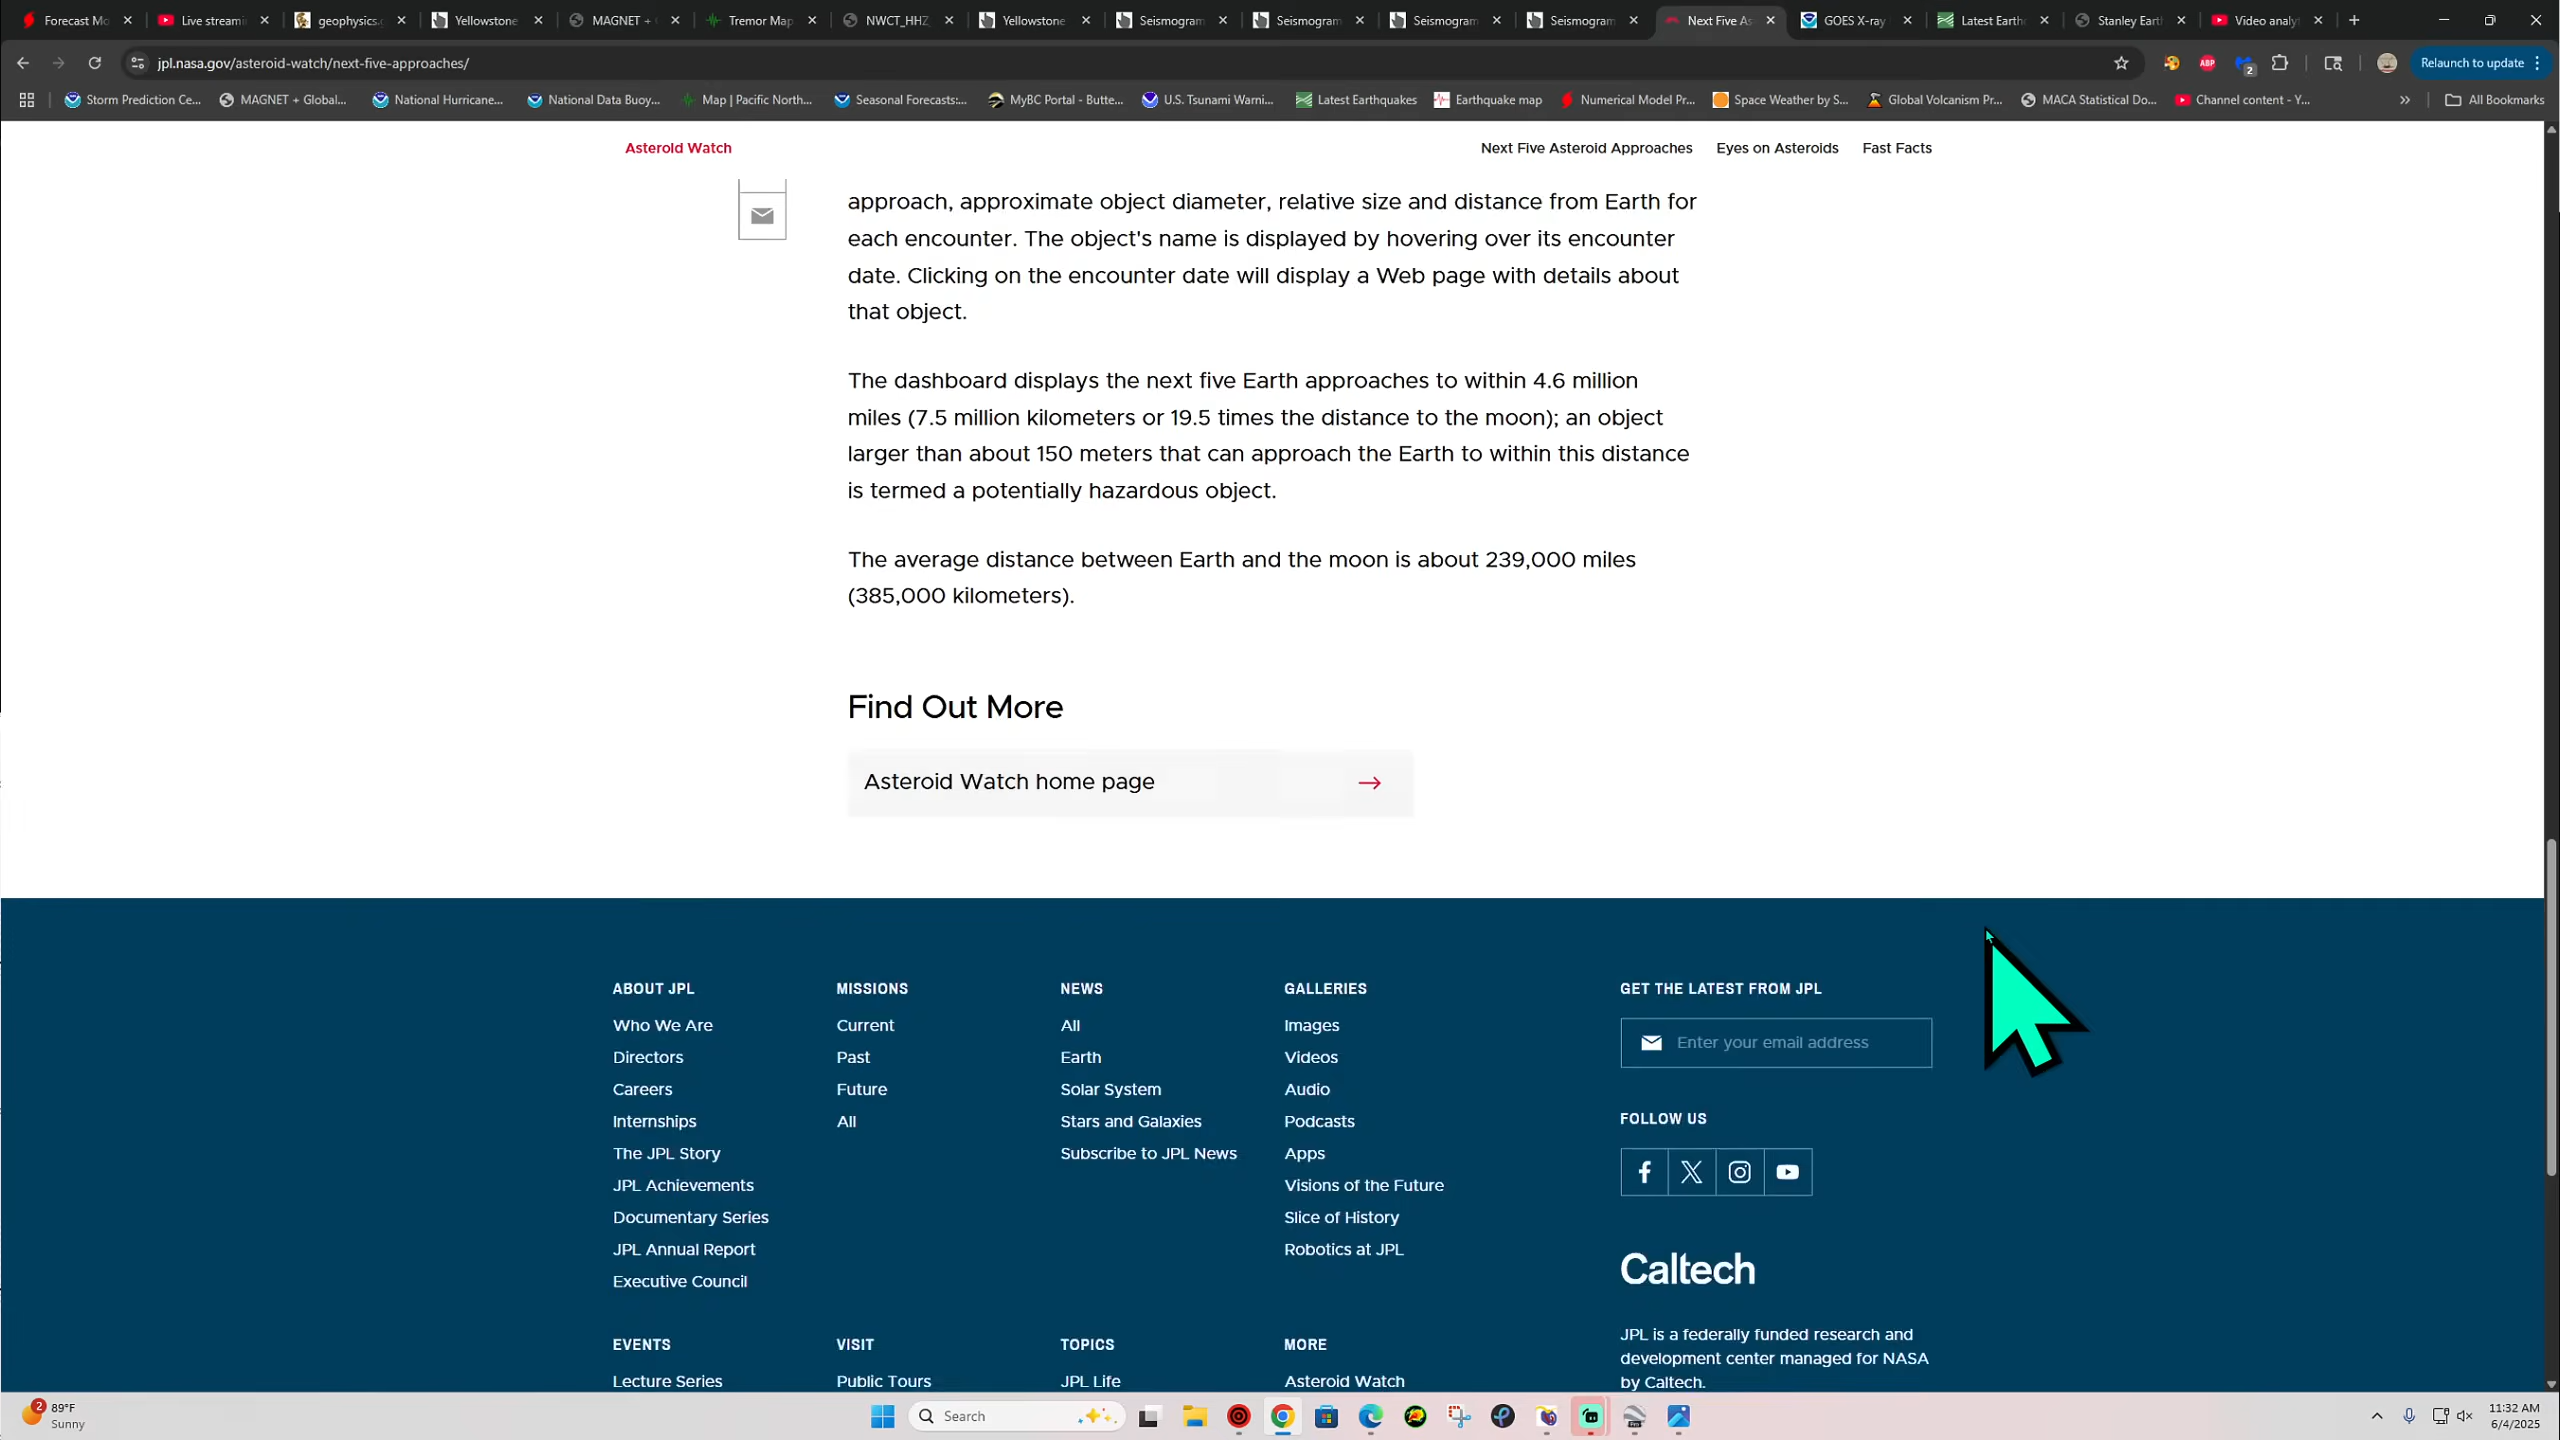 Forecast Mo
Live streami
geophysics.
Yellowstone
MAGNET +
Tremor Map
NWCT_HHZ
Yellowstone
Seismogram
Seismogram
Seismogram
Seismogram
Next Five As
GOES X-ray
Latest Earth
Stanley Eart
Video analy
jpl.nasa.gov/asteroid-watch/next-five-approaches/
ABP
2
Relaunch to update
Storm Prediction Ce...
MAGNET + Global...
National Hurricane...
National Data Buoy...
Map | Pacific North...
Seasonal Forecasts:...
MyBC Portal - Butte...
U.S. Tsunami Warni...
Latest Earthquakes
Earthquake map
Numerical Model Pr...
Space Weather by S...
Global Volcanism Pr...
MACA Statistical Do...
Channel content - Y...
All Bookmarks
Asteroid Watch
Next Five Asteroid Approaches
Eyes on Asteroids
Fast Facts
approach, approximate object diameter, relative size and distance from Earth for
each encounter. The object's name is displayed by hovering over its encounter
date. Clicking on the encounter date will display a Web page with details about
that object.
The dashboard displays the next five Earth approaches to within 4.6 million
miles (7.5 million kilometers or 19.5 times the distance to the moon); an object
larger than about 150 meters that can approach the Earth to within this distance
is termed a potentially hazardous object.
The average distance between Earth and the moon is about 239,000 miles
(385,000 kilometers).
Find Out More
Asteroid Watch home page
ABOUT JPL
Who We Are
Directors
Careers
Internships
The JPL Story
JPL Achievements
Documentary Series
JPL Annual Report
Executive Council
MISSIONS
Current
Past
Future
All
NEWS
All
Earth
Solar System
Stars and Galaxies
Subscribe to JPL News
GALLERIES
Images
Videos
Audio
Podcasts
Apps
Visions of the Future
Slice of History
Robotics at JPL
GET THE LATEST FROM JPL
Enter your email address
FOLLOW US
Caltech
JPL is a federally funded research and
development center managed for NASA
by Caltech.
EVENTS
Lecture Series
VISIT
Public Tours
TOPICS
JPL Life
MORE
Asteroid Watch
2
89°F
Sunny
Search
11:32 AM
6/4/2025